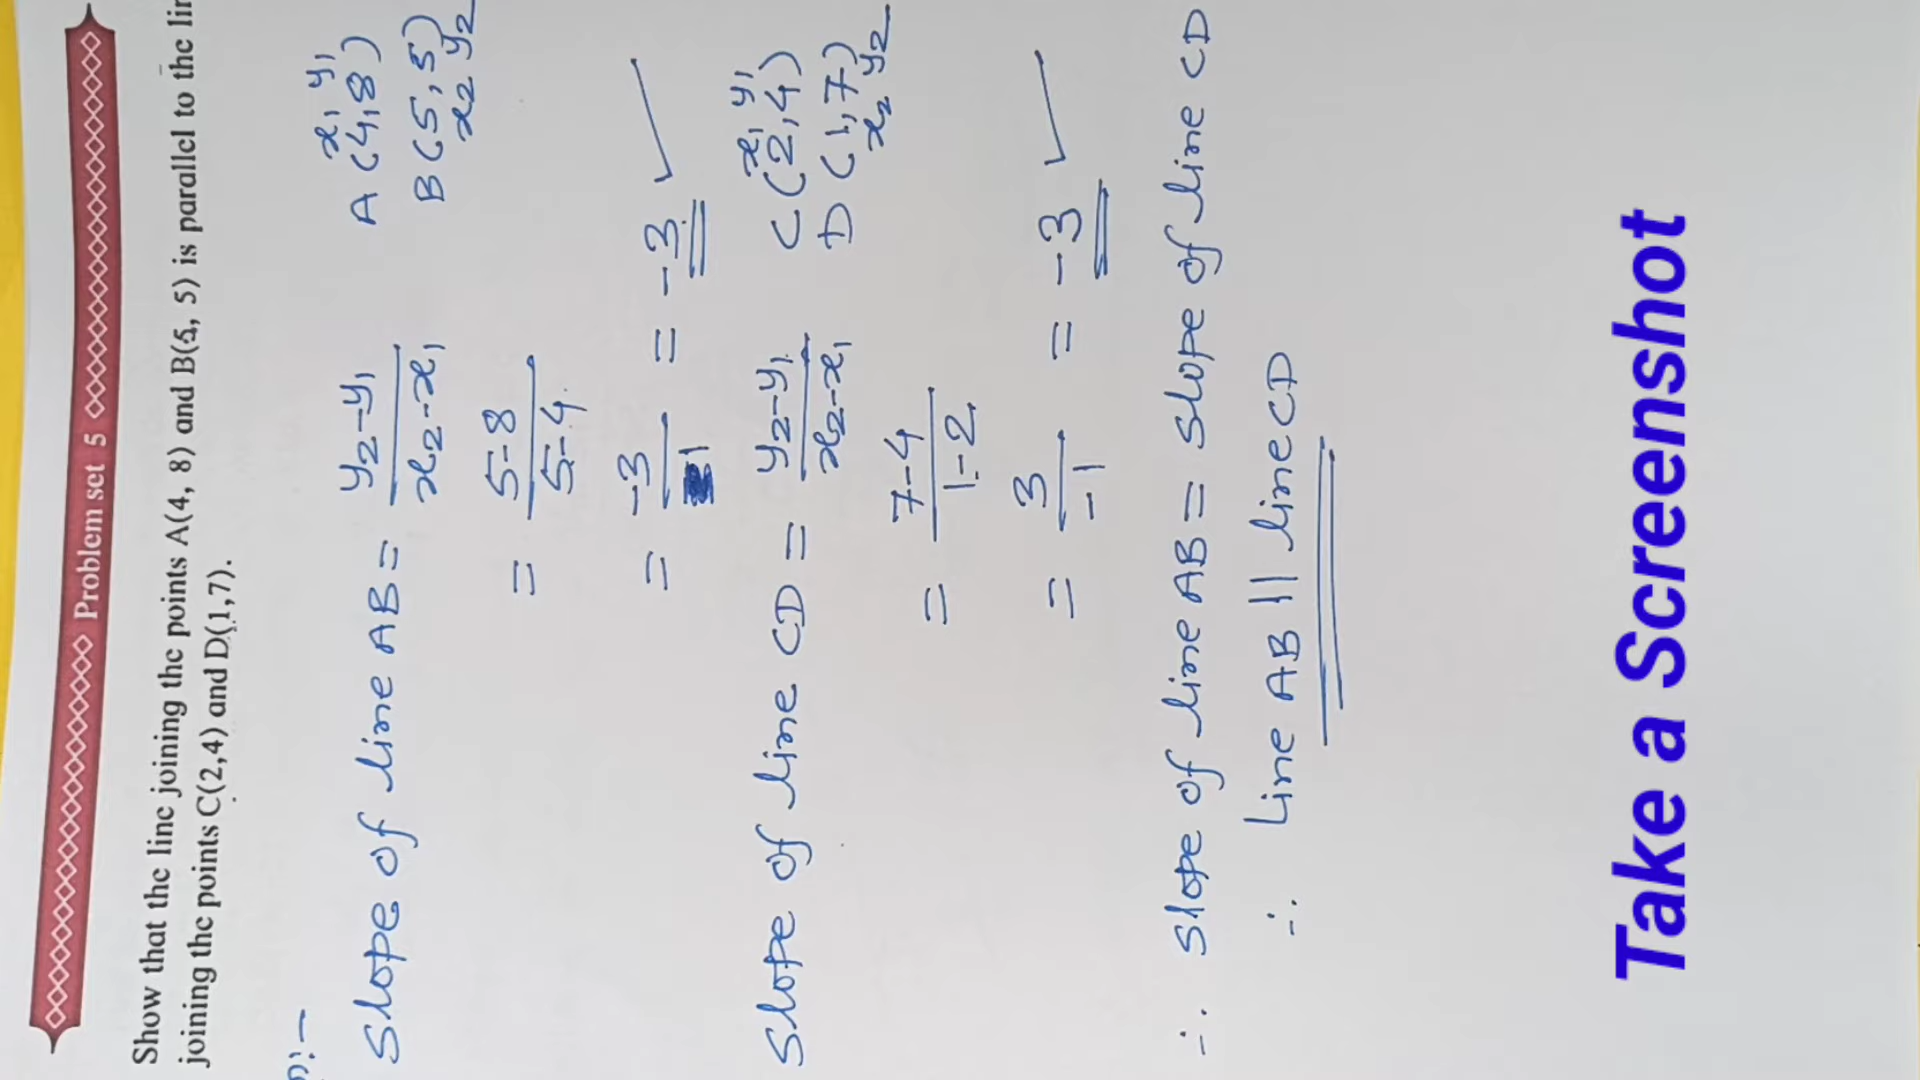 Problem set 5
Show that the line joining the points A(4, 8) and B(5, 5) is parallel to the
joining the points C(2,4) and D(1,7).
x₁ y₁
A (4,8)
Slope of line AB = y₂-y₁ / x₂-x₁
B (5,5)
x₂ y₂
= 5-8 / 5-4
= -3 / 1 = -3 ✓
x₁ y₁
C (2,4)
Slope of line CD = y₂-y₁ / x₂-x₁
D (1,7)
x₂ y₂
= 7-4 / 1-2
= 3 / -1 = -3 ✓
∴ Slope of line AB = Slope of line CD
∴ Line AB || line CD
Take a Screenshot